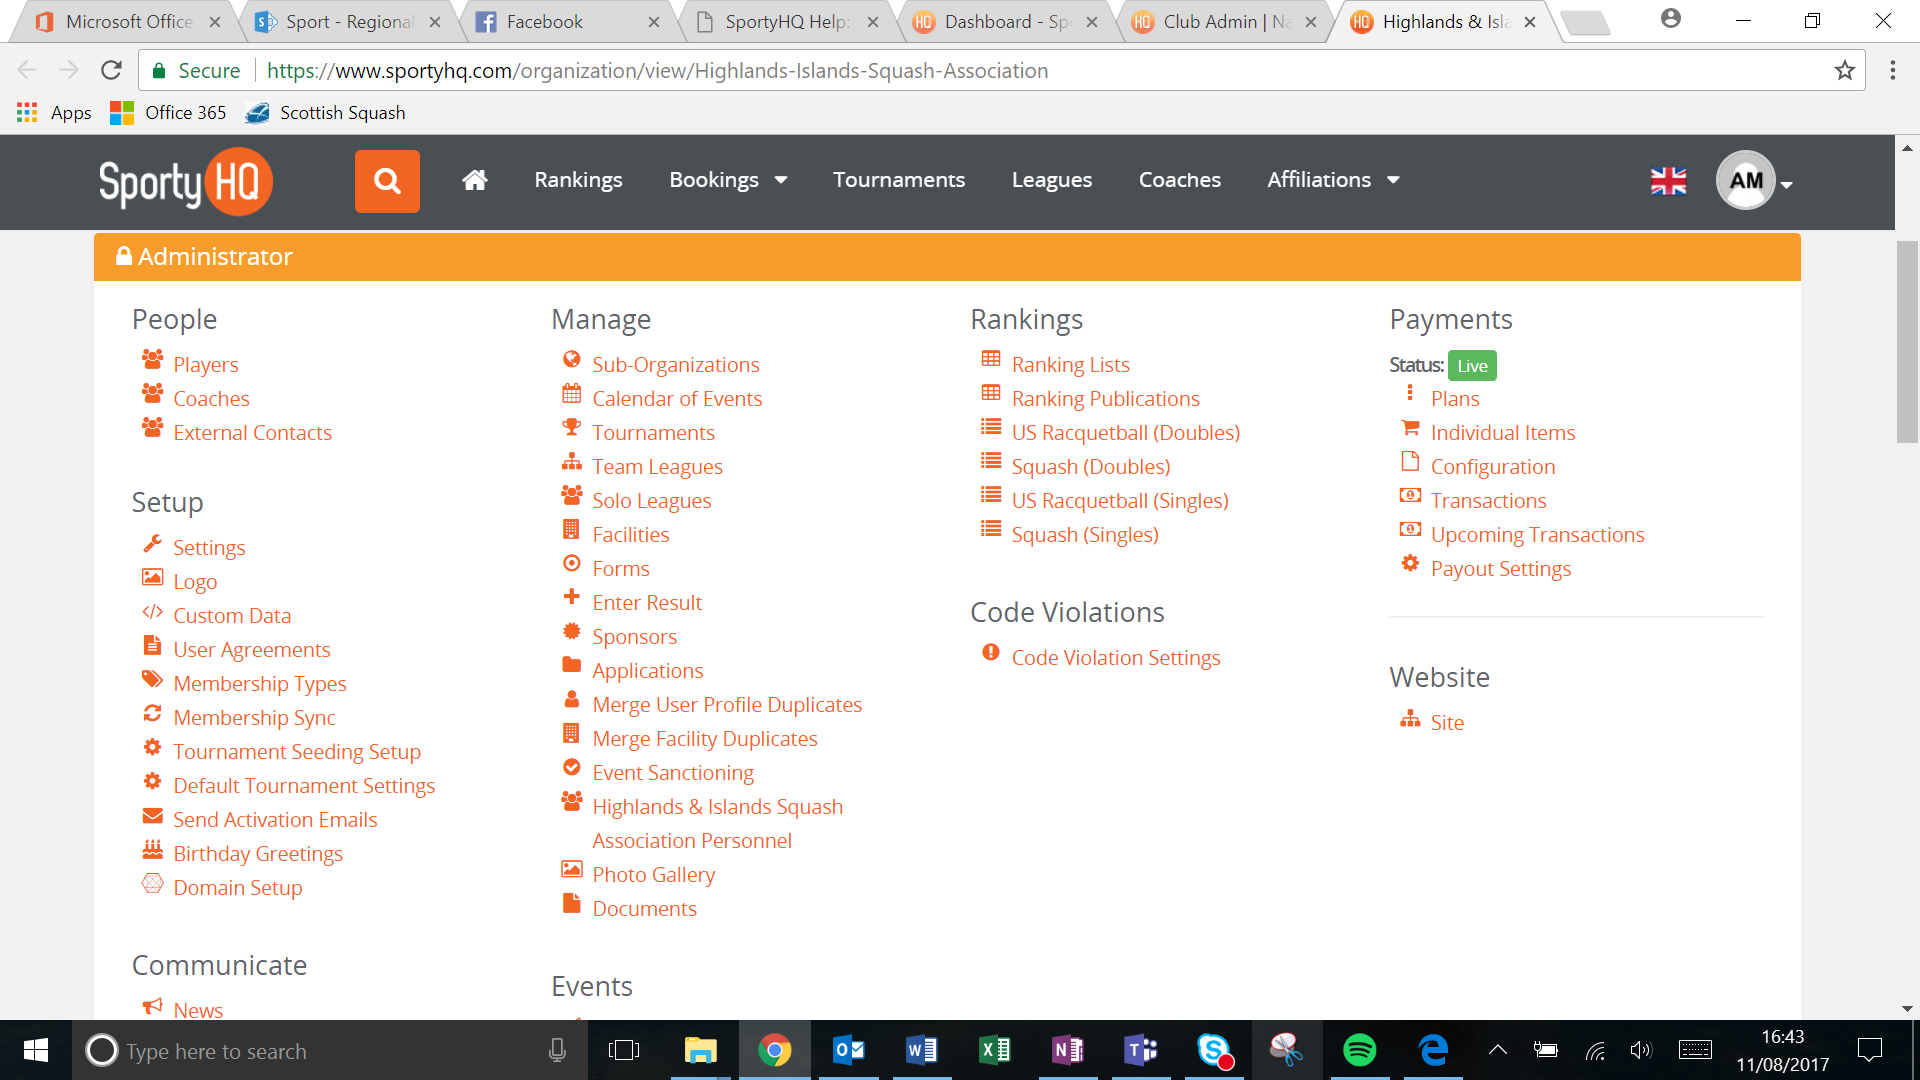 Microsoft Office
Sport - Regional
Facebook
SportyHQ Help:
Dashboard - Sp
Club Admin | Na
Highlands & Isla
Secure
https://www.sportyhq.com/organization/view/Highlands-Islands-Squash-Association
Apps
Office 365
Scottish Squash
Sporty HQ
Rankings
Bookings
Tournaments
Leagues
Coaches
Affiliations
AM
Administrator
People
Players
Coaches
External Contacts
Setup
Settings
Logo
Custom Data
User Agreements
Membership Types
Membership Sync
Tournament Seeding Setup
Default Tournament Settings
Send Activation Emails
Birthday Greetings
Domain Setup
Communicate
News
Manage
Sub-Organizations
Calendar of Events
Tournaments
Team Leagues
Solo Leagues
Facilities
Forms
Enter Result
Sponsors
Applications
Merge User Profile Duplicates
Merge Facility Duplicates
Event Sanctioning
Highlands & Islands Squash
Association Personnel
Photo Gallery
Documents
Events
Rankings
Ranking Lists
Ranking Publications
US Racquetball (Doubles)
Squash (Doubles)
US Racquetball (Singles)
Squash (Singles)
Code Violations
Code Violation Settings
Payments
Status: Live
Plans
Individual Items
Configuration
Transactions
Upcoming Transactions
Payout Settings
Website
Site
Type here to search
16:43
11/08/2017